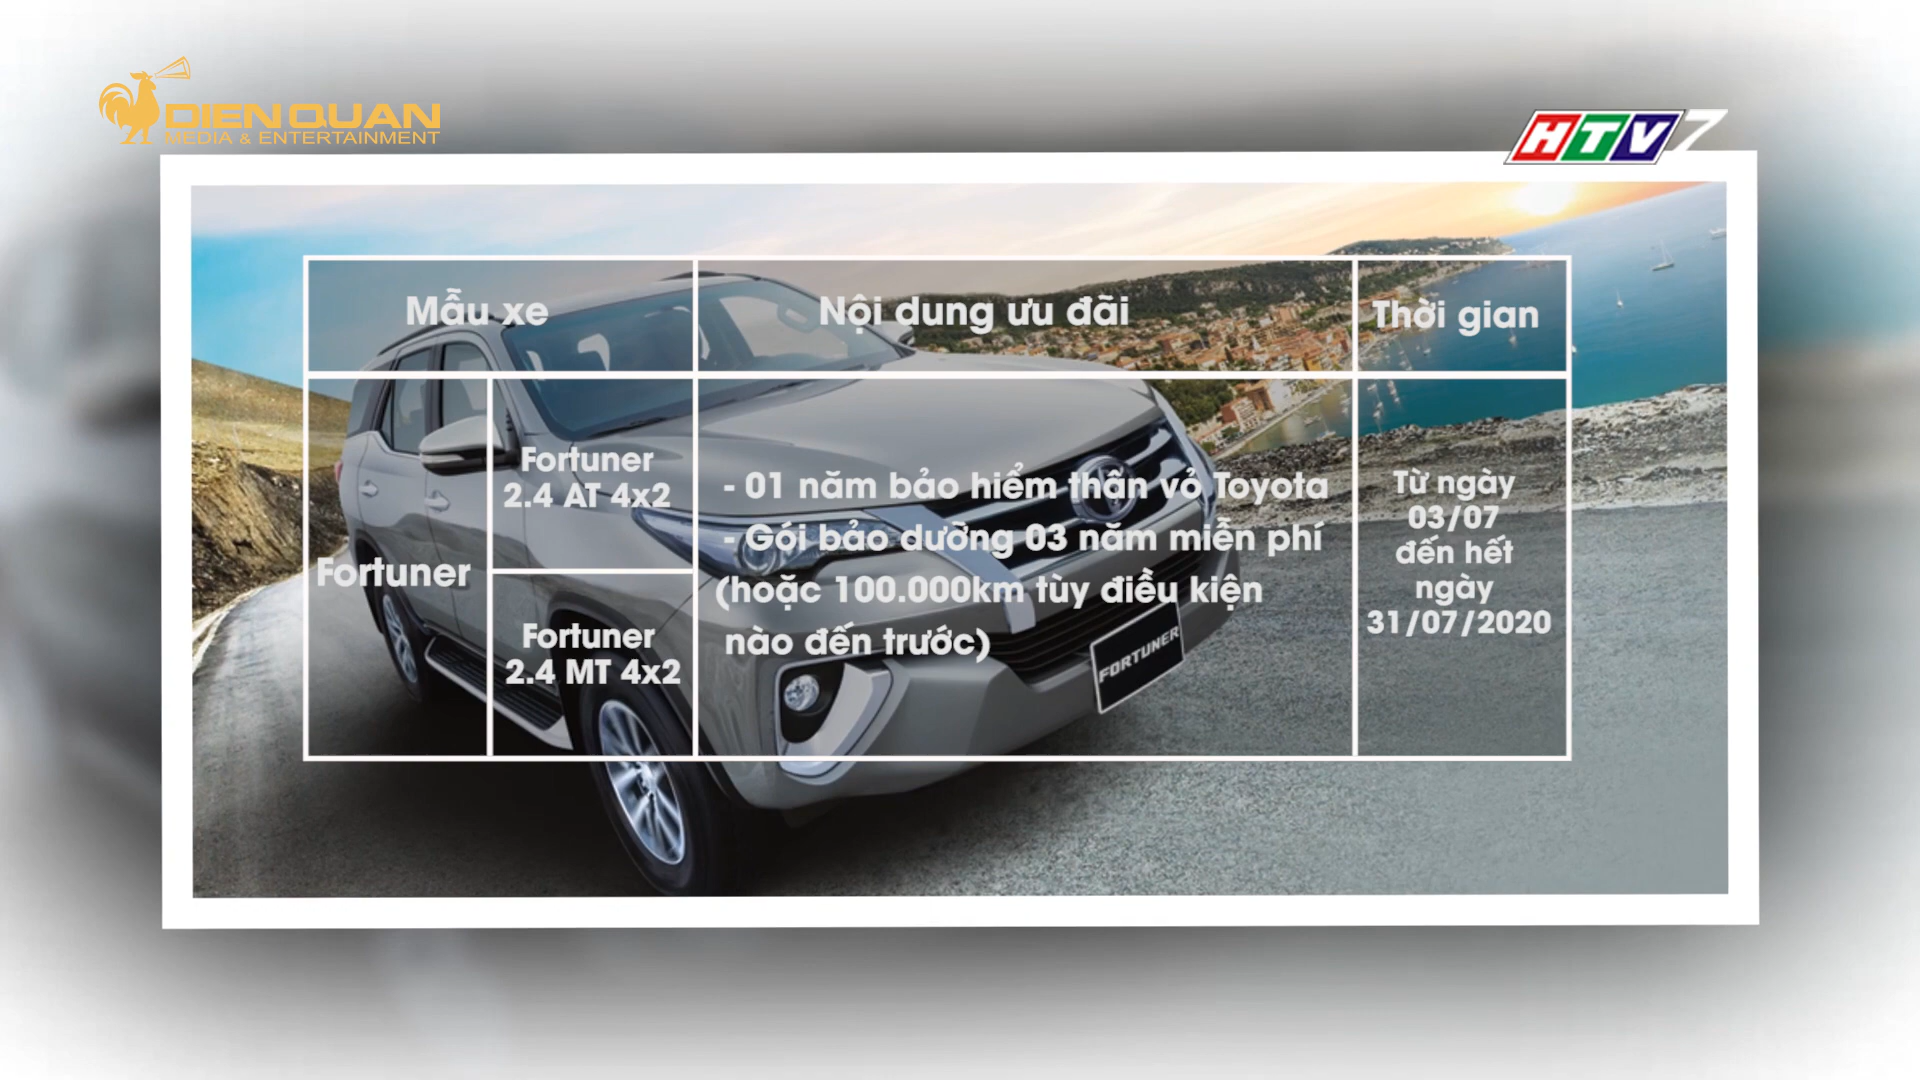 DIEN QUAN
MEDIA & ENTERTAINMENT
HTV7
Mẫu xe
Nội dung ưu đãi
Thời gian
Fortuner
Fortuner
2.4 AT 4x2
Fortuner
2.4 MT 4x2
- 01 năm bảo hiểm thân vỏ Toyota
- Gói bảo dưỡng 03 năm miễn phí
(hoặc 100.000km tùy điều kiện
nào đến trước)
Từ ngày
03/07
đến hết
ngày
31/07/2020
FORTUNER